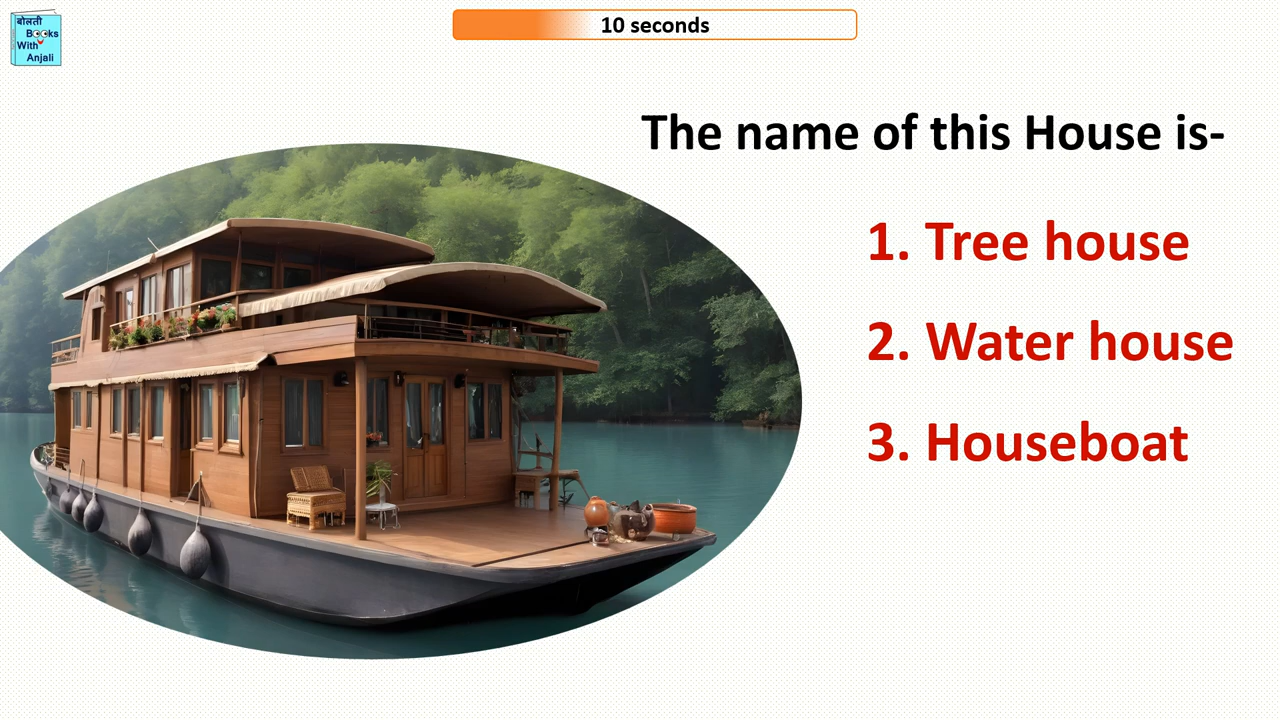 बोलती
Books
With
Anjali
10 seconds
The name of this House is-
1. Tree house
2. Water house
3. Houseboat